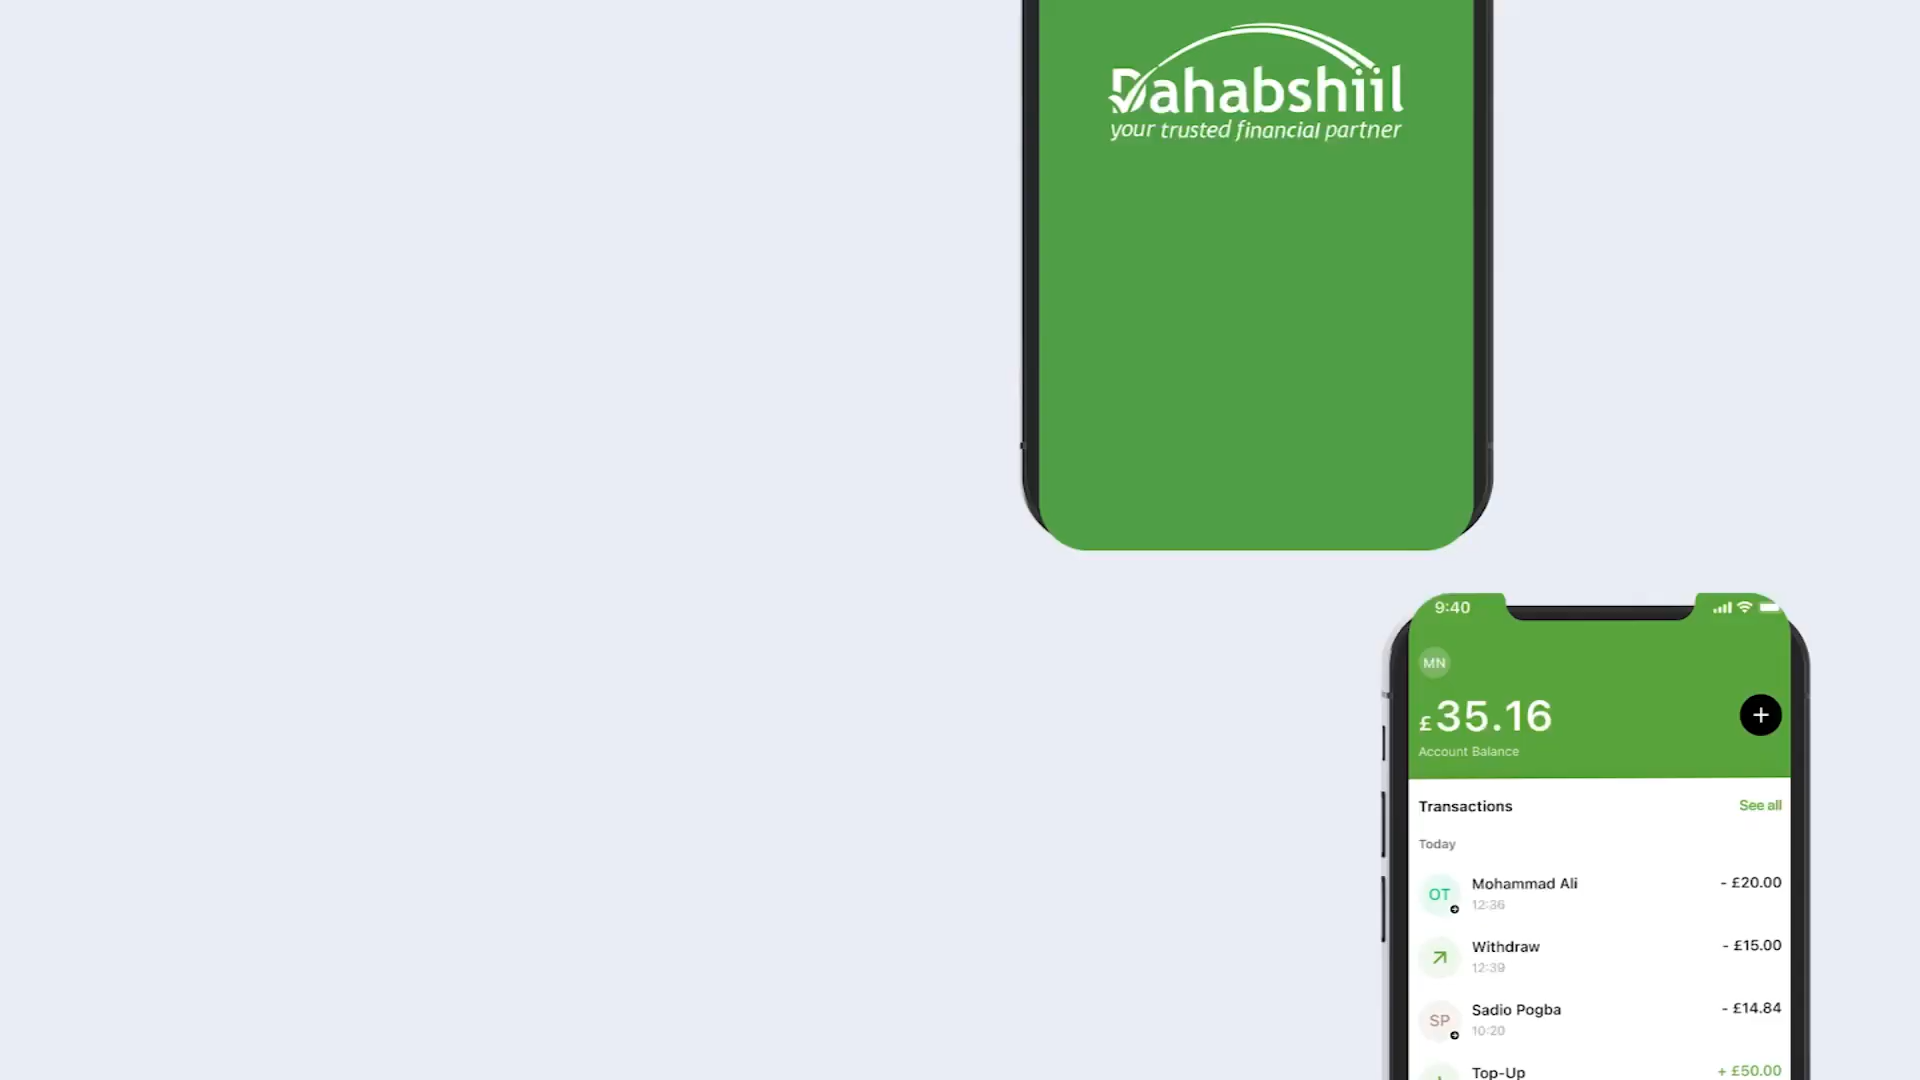 Dahabshiil
your trusted financial partner
9:40
MN
£35.16
Account Balance
Transactions
See all
Today
OT
Mohammad Ali
- £20.00
12:36
Withdraw
- £15.00
12:39
SP
Sadio Pogba
- £14.84
10:20
Top-Up
+ £50.00